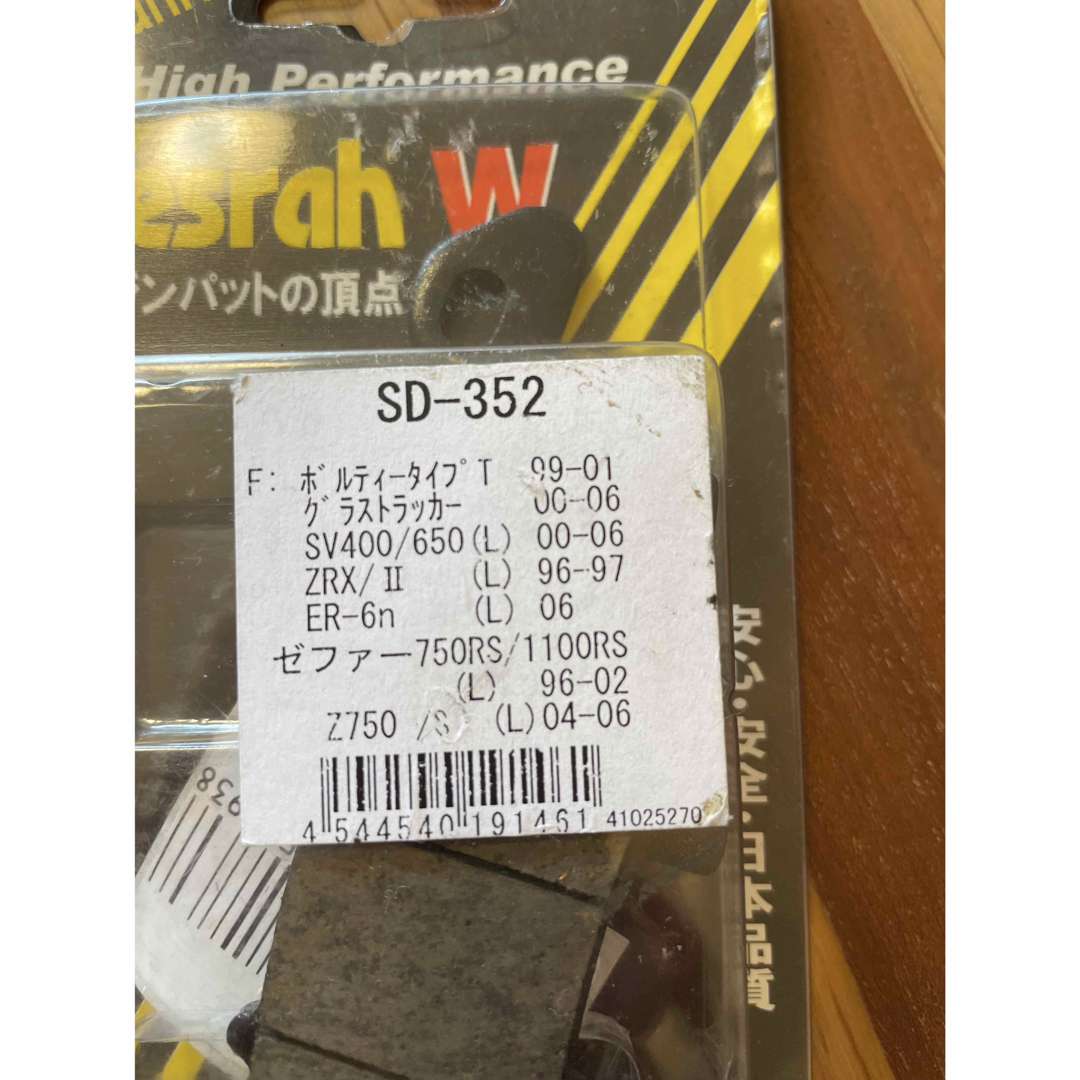 High Performance
esrah W
ンパットの頂点
SD-352
F: ﾎﾞﾙﾃｨｰﾀｲﾌﾟT 99-01
ｸﾞﾗｽﾄﾗｯｶｰ 00-06
SV400/650(L) 00-06
ZRX/Ⅱ (L) 96-97
ER-6n (L) 06
ゼファー750RS/1100RS
(L) 96-02
Z750 /S (L)04-06
4 544540 191461 41025270
938